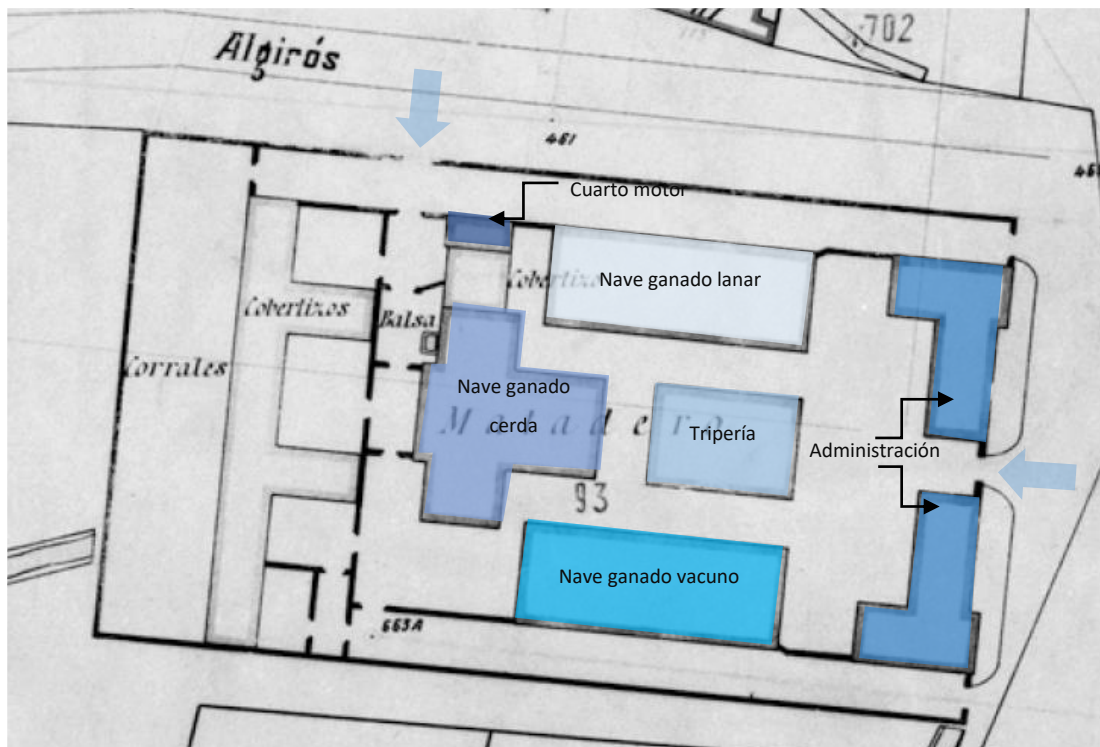 702
Algirós
461
Cuarto motor
Nave ganado lanar
Cobertizo
Cobertizos
Balsa
Corrales
Nave ganado
cerda
Matadero
Tripería
Administración
93
Nave ganado vacuno
663A